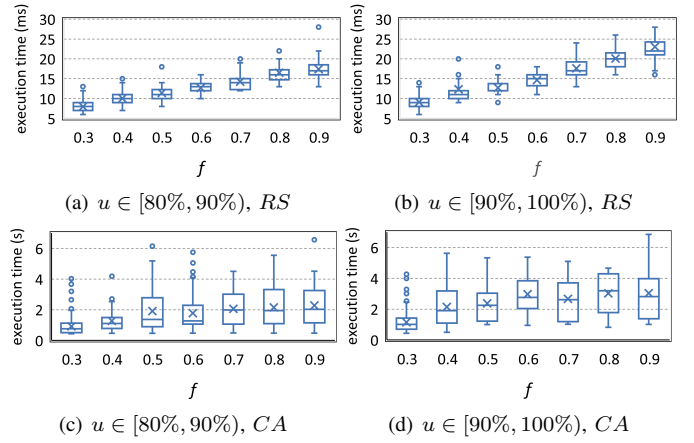 execution time (ms)
30
25
20
15
10
5
0.3 0.4 0.5 0.6 0.7 0.8 0.9
f
(a) u ∈ [80%, 90%), RS
execution time (ms)
30
25
20
15
10
5
0.3 0.4 0.5 0.6 0.7 0.8 0.9
f
(b) u ∈ [90%, 100%), RS
execution time (s)
6
4
2
0
0.3 0.4 0.5 0.6 0.7 0.8 0.9
f
(c) u ∈ [80%, 90%), CA
execution time (s)
6
4
2
0
0.3 0.4 0.5 0.6 0.7 0.8 0.9
f
(d) u ∈ [90%, 100%), CA